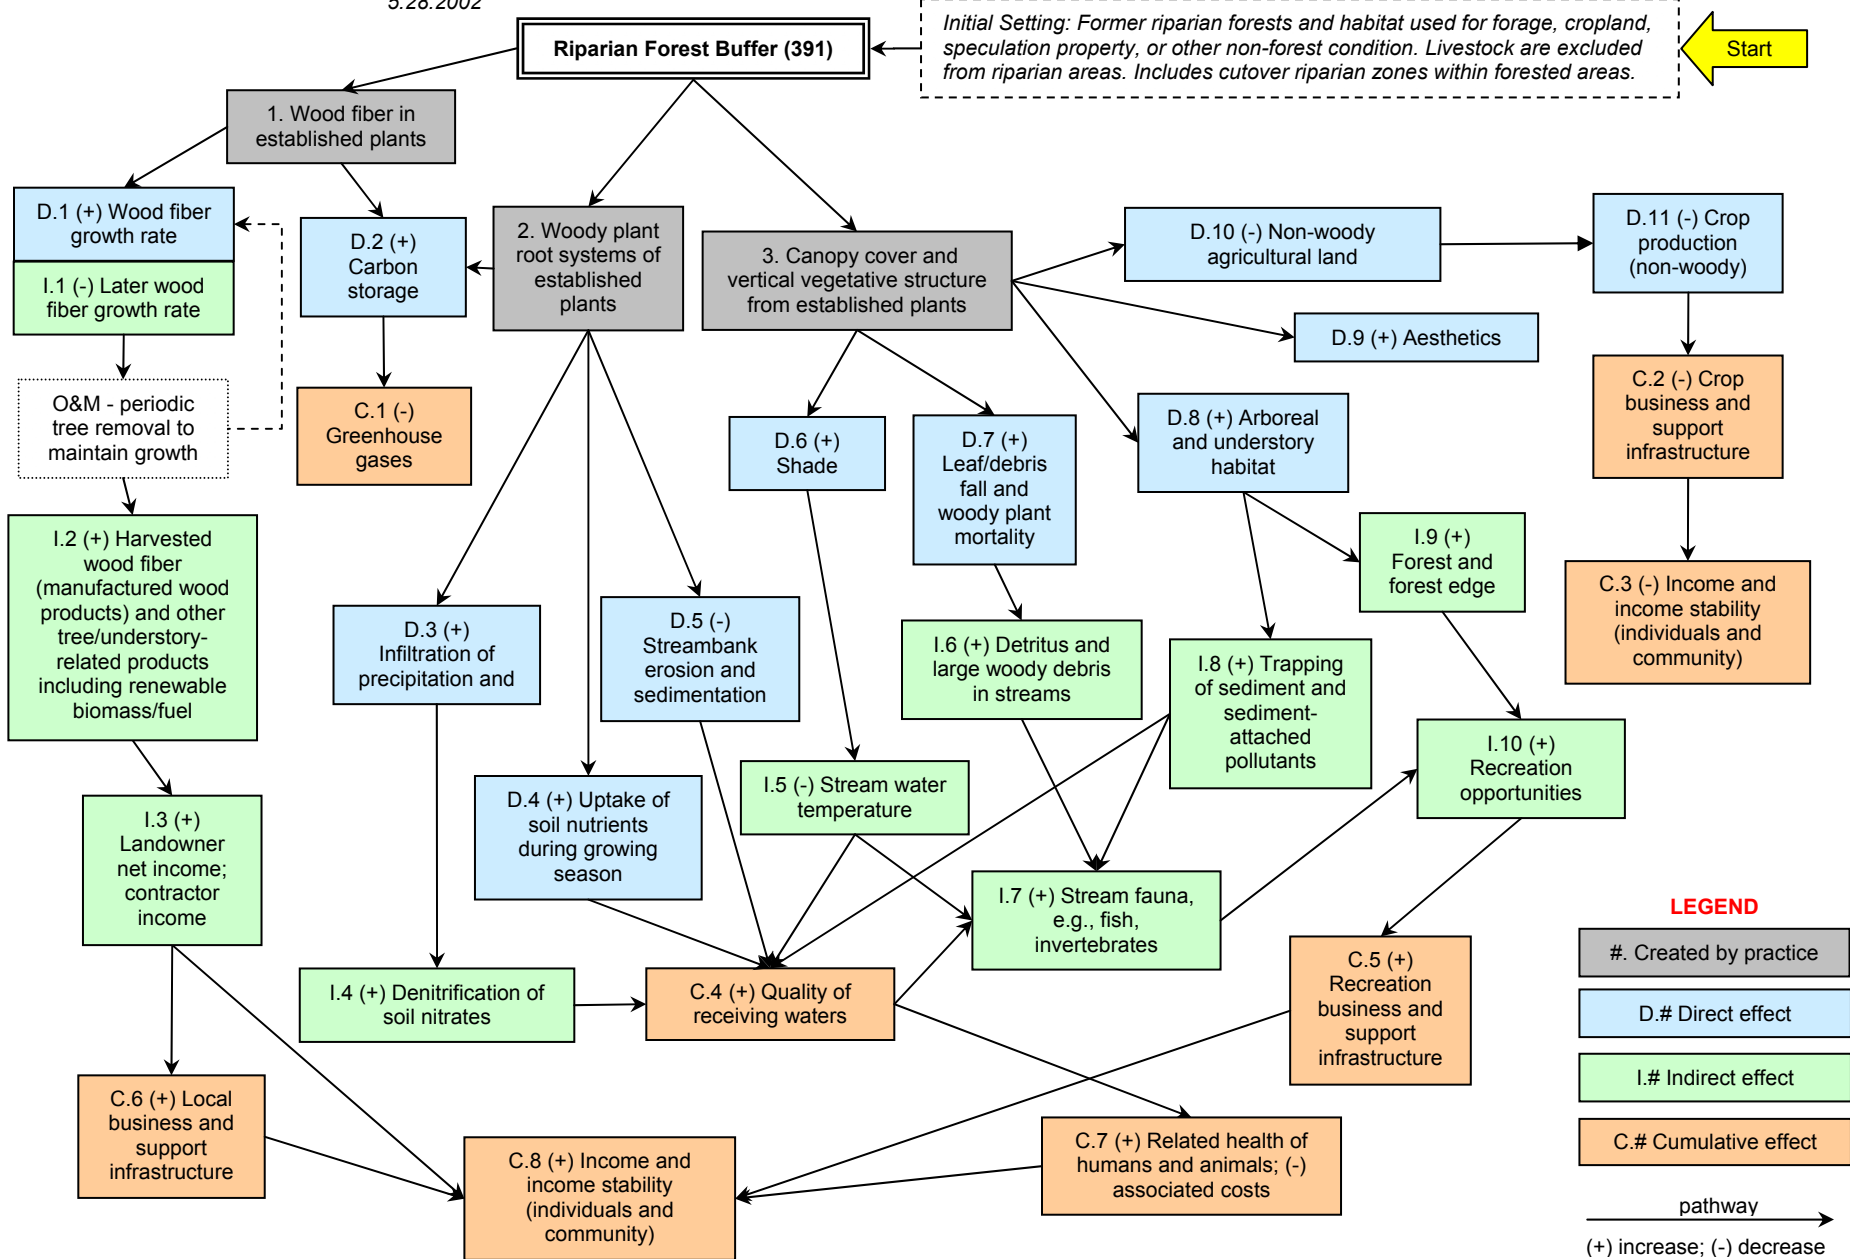 5.28.2002
Riparian Forest Buffer (391)
Initial Setting: Former riparian forests and habitat used for forage, cropland,
speculation property, or other non-forest condition. Livestock are excluded
from riparian areas. Includes cutover riparian zones within forested areas.
Start
1. Wood fiber in
established plants
D.1 (+) Wood fiber
growth rate
I.1 (-) Later wood
fiber growth rate
O&M - periodic
tree removal to
maintain growth
I.2 (+) Harvested
wood fiber
(manufactured wood
products) and other
tree/understory-
related products
including renewable
biomass/fuel
I.3 (+)
Landowner
net income;
contractor
income
C.6 (+) Local
business and
support
infrastructure
D.2 (+)
Carbon
storage
C.1 (-)
Greenhouse
gases
2. Woody plant
root systems of
established
plants
D.3 (+)
Infiltration of
precipitation and
D.5 (-)
Streambank
erosion and
sedimentation
D.4 (+) Uptake of
soil nutrients
during growing
season
I.4 (+) Denitrification of
soil nitrates
C.4 (+) Quality of
receiving waters
C.8 (+) Income and
income stability
(individuals and
community)
3. Canopy cover and
vertical vegetative structure
from established plants
D.6 (+)
Shade
D.7 (+)
Leaf/debris
fall and
woody plant
mortality
I.5 (-) Stream water
temperature
I.6 (+) Detritus and
large woody debris
in streams
I.7 (+) Stream fauna,
e.g., fish,
invertebrates
D.10 (-) Non-woody
agricultural land
D.9 (+) Aesthetics
D.8 (+) Arboreal
and understory
habitat
I.8 (+) Trapping
of sediment and
sediment-
attached
pollutants
I.9 (+)
Forest and
forest edge
I.10 (+)
Recreation
opportunities
C.5 (+)
Recreation
business and
support
infrastructure
C.7 (+) Related health of
humans and animals; (-)
associated costs
D.11 (-) Crop
production
(non-woody)
C.2 (-) Crop
business and
support
infrastructure
C.3 (-) Income and
income stability
(individuals and
community)
LEGEND
#. Created by practice
D.# Direct effect
I.# Indirect effect
C.# Cumulative effect
pathway
(+) increase; (-) decrease